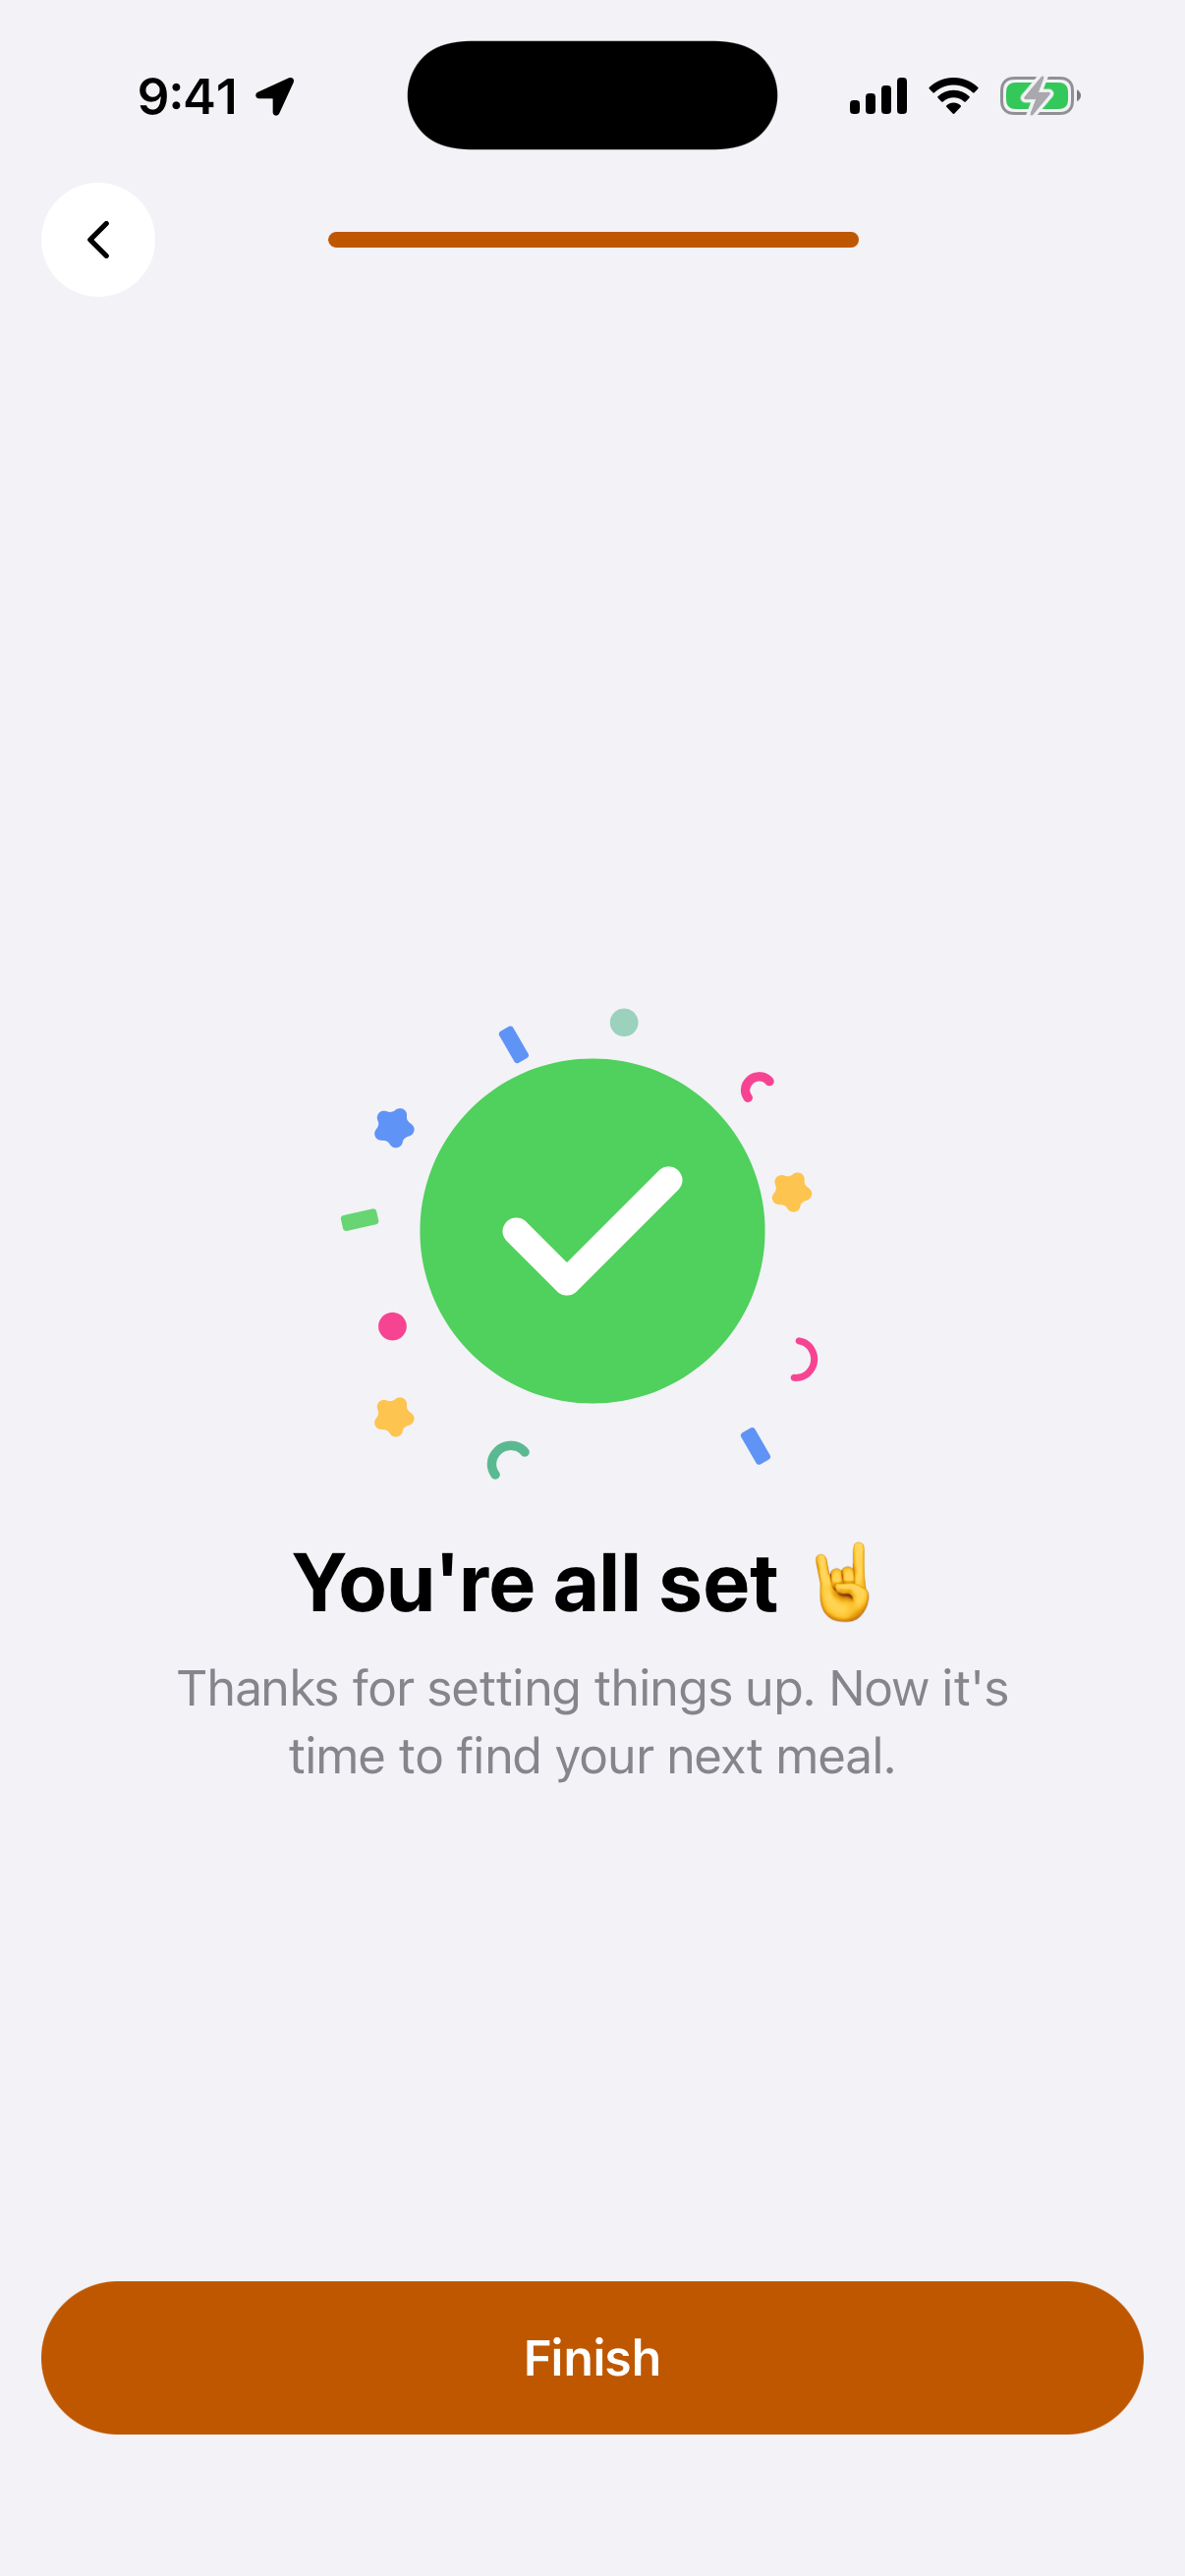 9:41
You're all set 🤘
Thanks for setting things up. Now it's
time to find your next meal.
Finish